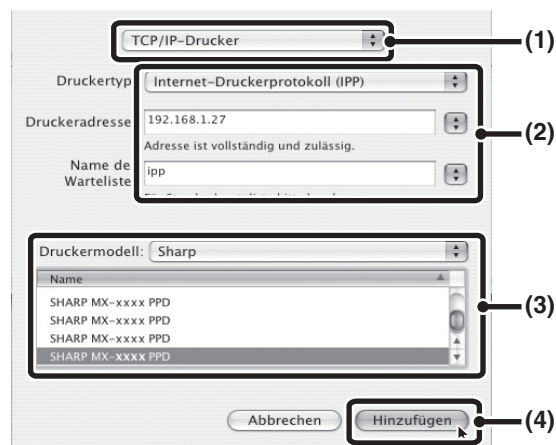 TCP/IP-Drucker
(1)
Druckertyp Internet-Druckerprotokoll (IPP)
Druckeradresse 192.168.1.27
(2)
Adresse ist vollständig und zulässig.
Name de
Warteliste ipp
Druckermodell: Sharp
Name
SHARP MX-xxxx PPD
SHARP MX-xxxx PPD
SHARP MX-xxxx PPD
SHARP MX-xxxx PPD
(3)
Abbrechen Hinzufügen
(4)